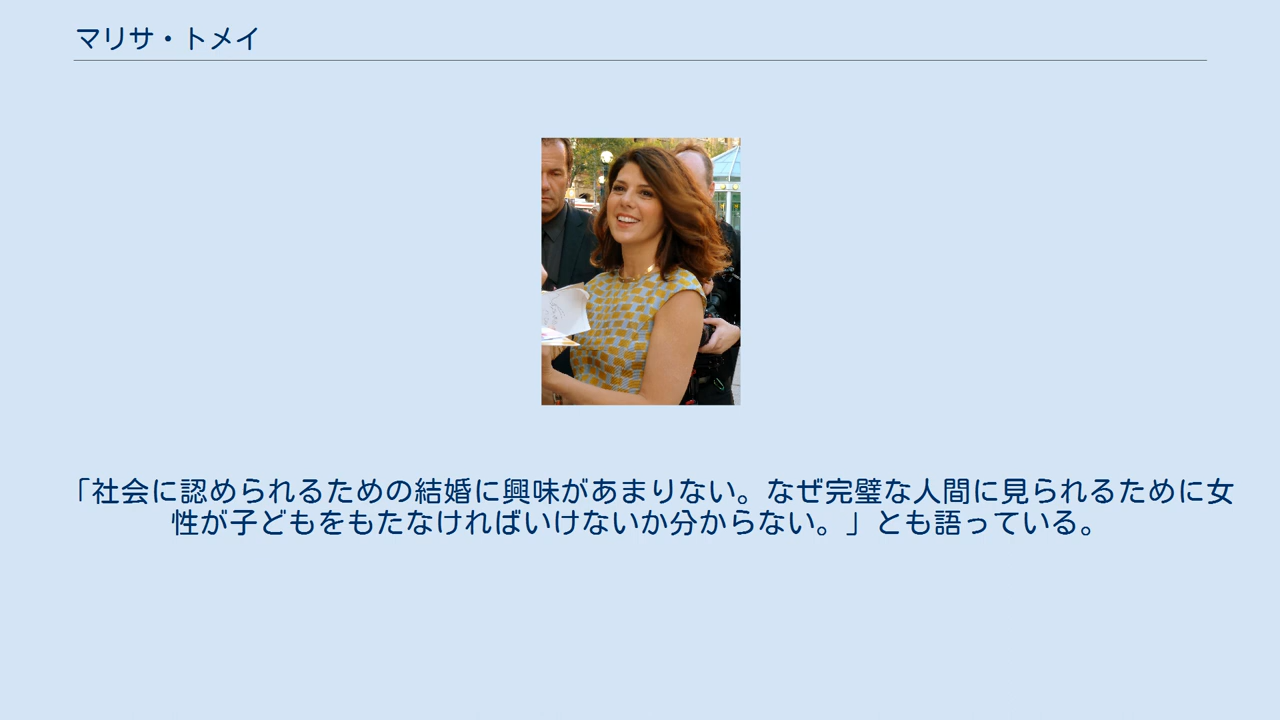 マリサ・トメイ
「社会に認められるための結婚に興味があまりない。なぜ完璧な人間に見られるために女
性が子どもをもたなければいけないか分からない。」とも語っている。